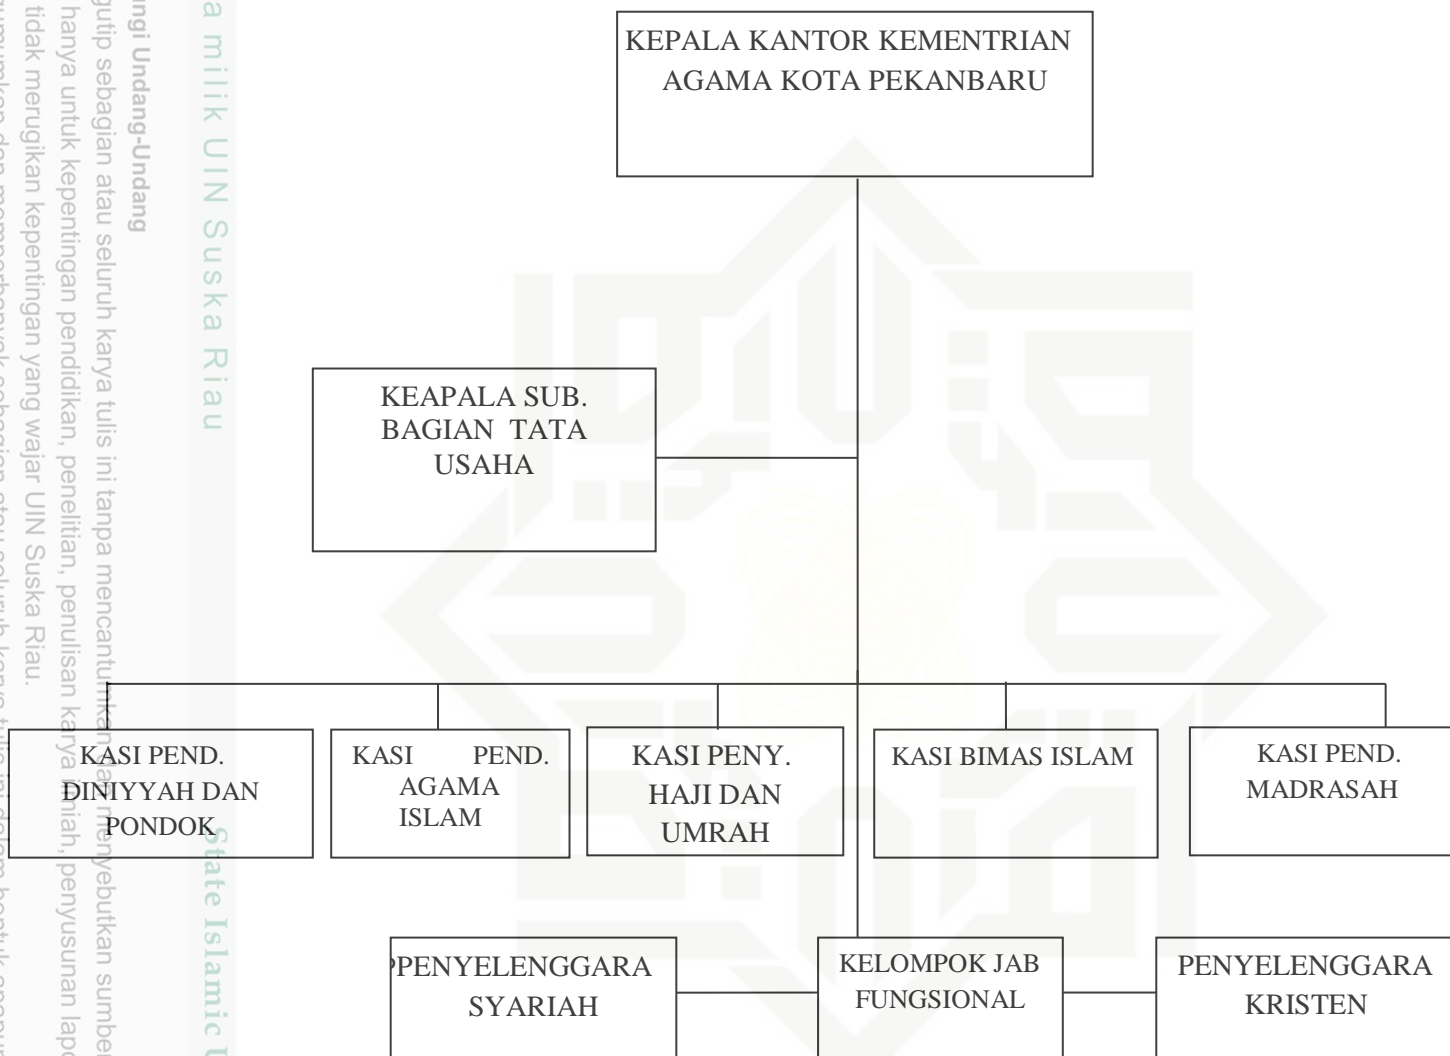 KEPALA KANTOR KEMENTRIAN
AGAMA KOTA PEKANBARU
KEAPALA SUB.
BAGIAN TATA
USAHA
KASI PEND.
DINIYYAH DAN
PONDOK
KASI PEND.
AGAMA
ISLAM
KASI PENY.
HAJI DAN
UMRAH
KASI BIMAS ISLAM
KASI PEND.
MADRASAH
PPENYELENGGARA
SYARIAH
KELOMPOK JAB
FUNGSIONAL
PENYELENGGARA
KRISTEN
a milik UIN Suska Riau
State Islamic U
ngi Undang-Undang
gutip sebagian atau seluruh karya tulis ini tanpa mencantumkan dan menyebutkan sumber
hanya untuk kepentingan pendidikan, penelitian, penulisan karya ilmiah, penyusunan lapo
tidak merugikan kepentingan yang wajar UIN Suska Riau.